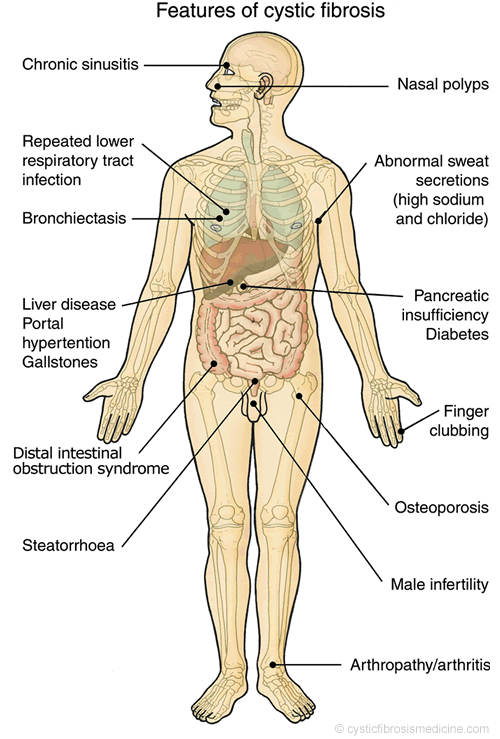 Features of cystic fibrosis
Chronic sinusitis
Nasal polyps
Repeated lower
respiratory tract
infection
Abnormal sweat
secretions
(high sodium
and chloride)
Bronchiectasis
Liver disease
Portal
hypertention
Gallstones
Pancreatic
insufficiency
Diabetes
Finger
clubbing
Distal intestinal
obstruction syndrome
Osteoporosis
Steatorrhoea
Male infertility
Arthropathy/arthritis
© cysticfibrosismedicine.com